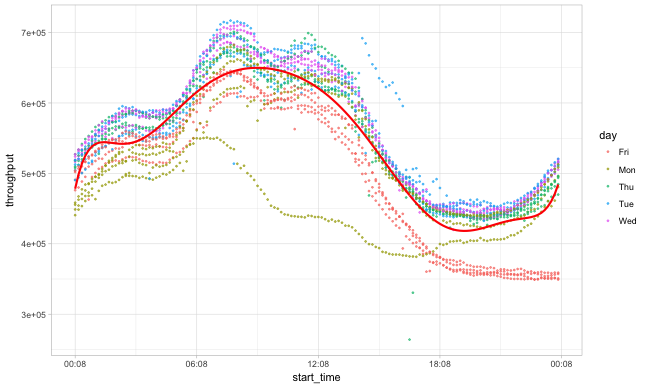 7e+05
6e+05
5e+05
4e+05
3e+05
throughput
00:08
06:08
12:08
18:08
00:08
start_time
day
Fri
Mon
Thu
Tue
Wed